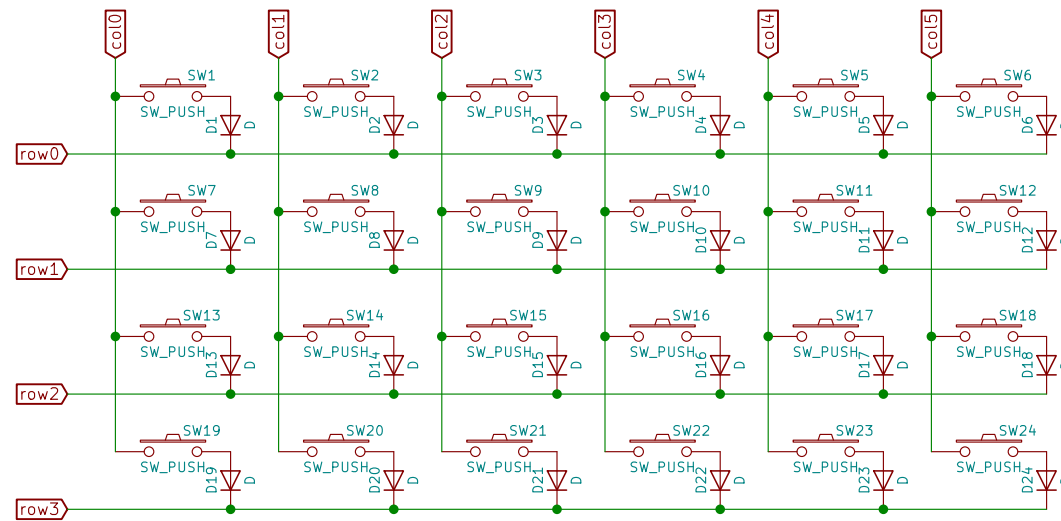 col0 col1 col2 col3 col4 col5
SW1 SW2 SW3 SW4 SW5 SW6
SW_PUSH SW_PUSH SW_PUSH SW_PUSH SW_PUSH SW_PUSH
D1 D D2 D D3 D D4 D D5 D D6
row0
SW7 SW8 SW9 SW10 SW11 SW12
SW_PUSH SW_PUSH SW_PUSH SW_PUSH SW_PUSH SW_PUSH
D7 D D8 D D9 D D10 D D11 D D12
row1
SW13 SW14 SW15 SW16 SW17 SW18
SW_PUSH SW_PUSH SW_PUSH SW_PUSH SW_PUSH SW_PUSH
D13 D D14 D D15 D D16 D D17 D D18
row2
SW19 SW20 SW21 SW22 SW23 SW24
SW_PUSH SW_PUSH SW_PUSH SW_PUSH SW_PUSH SW_PUSH
D19 D D20 D D21 D D22 D D23 D D24
row3